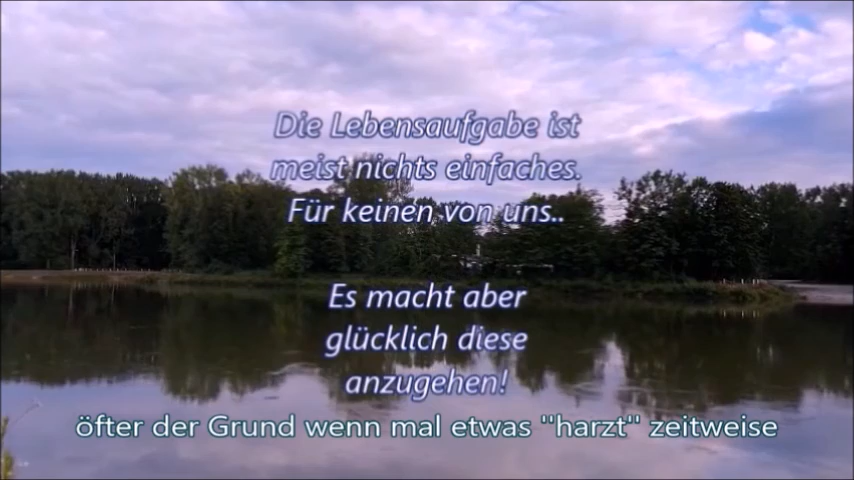 Die Lebensaufgabe ist
meist nichts einfaches.
Für keinen von uns..
Es macht aber
glücklich diese
anzugehen!
öfter der Grund wenn mal etwas "harzt" zeitweise